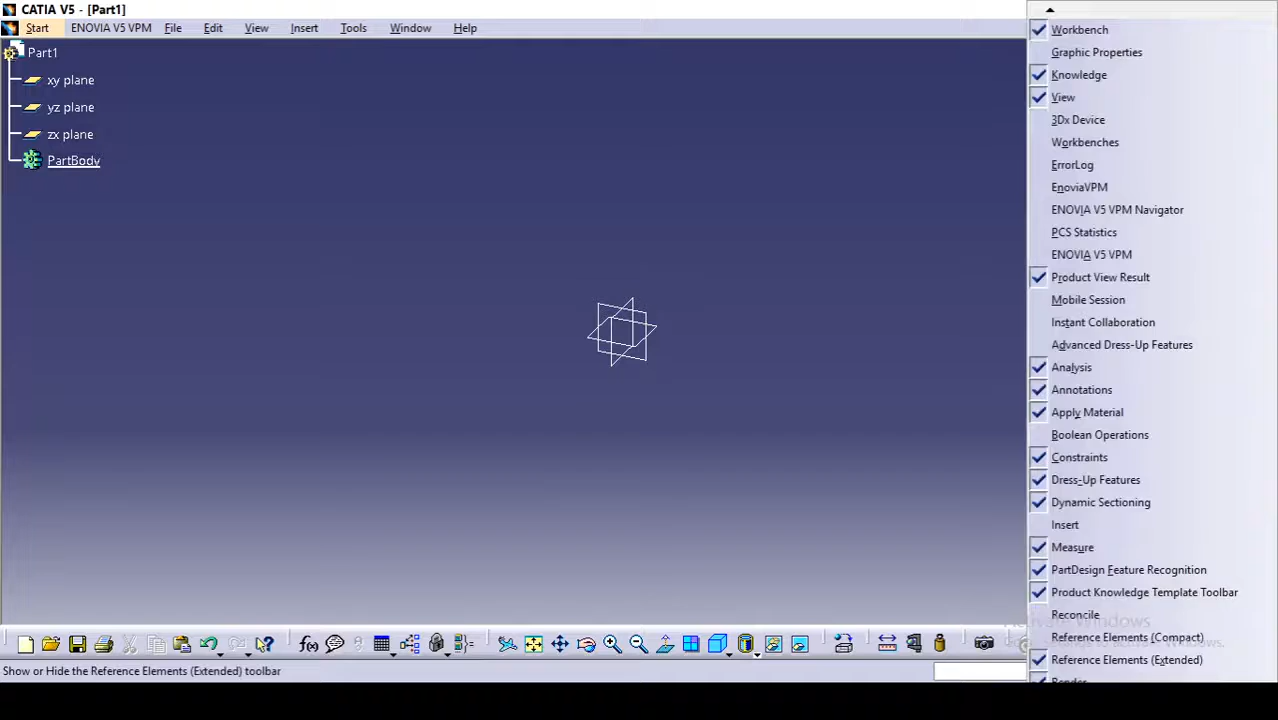 CATIA V5 - [Part1]
Start ENOVIA V5 VPM File Edit View Insert Tools Window Help
Part1
xy plane
yz plane
zx plane
PartBody
Workbench
Graphic Properties
Knowledge
View
3Dx Device
Workbenches
ErrorLog
EnoviaVPM
ENOVIA V5 VPM Navigator
PCS Statistics
ENOVIA V5 VPM
Product View Result
Mobile Session
Instant Collaboration
Advanced Dress-Up Features
Analysis
Annotations
Apply Material
Boolean Operations
Constraints
Dress-Up Features
Dynamic Sectioning
Insert
Measure
PartDesign Feature Recognition
Product Knowledge Template Toolbar
Reconcile
Reference Elements (Compact)
Reference Elements (Extended)
Render
f(x)
Show or Hide the Reference Elements (Extended) toolbar